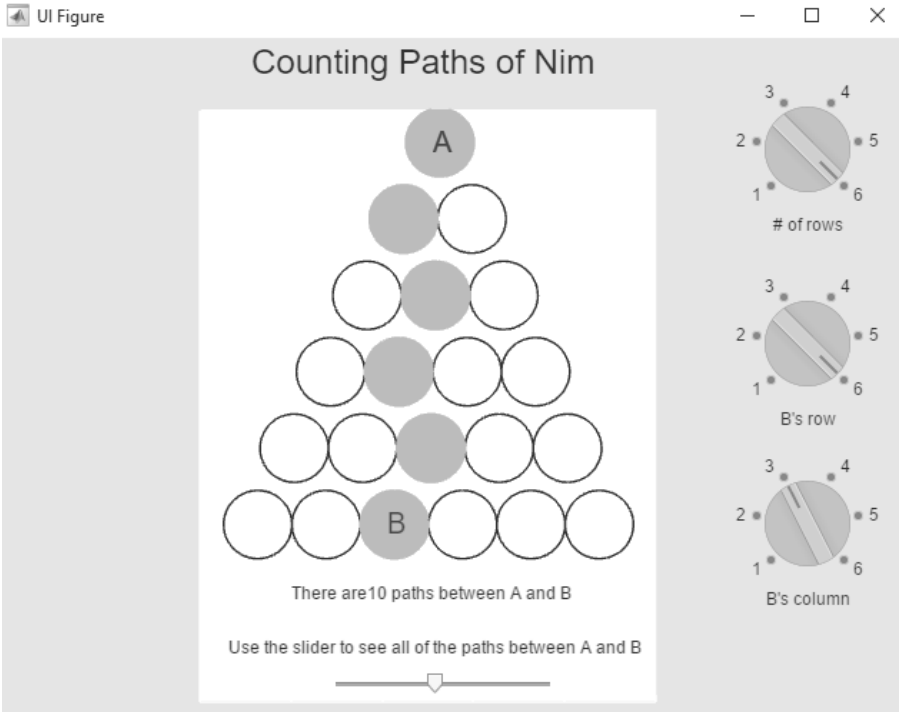 UI Figure
Counting Paths of Nim
A
B
There are10 paths between A and B
Use the slider to see all of the paths between A and B
3 4
2 5
1 6
# of rows
3 4
2 5
1 6
B's row
3 4
2 5
1 6
B's column